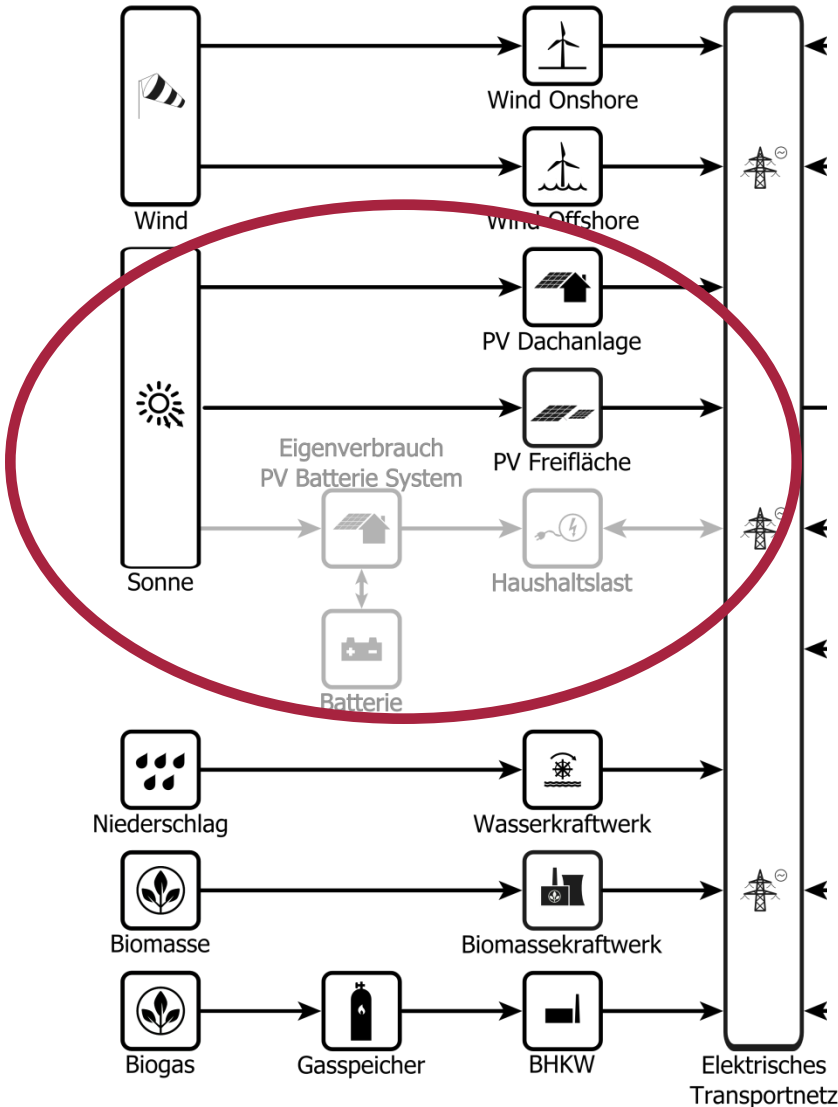 Wind Onshore
Wind
Wind Offshore
PV Dachanlage
Eigenverbrauch
PV Batterie System
PV Freifläche
Sonne
Haushaltslast
Batterie
Niederschlag
Wasserkraftwerk
Biomasse
Biomassekraftwerk
Biogas
Gasspeicher
BHKW
Elektrisches
Transportnetz